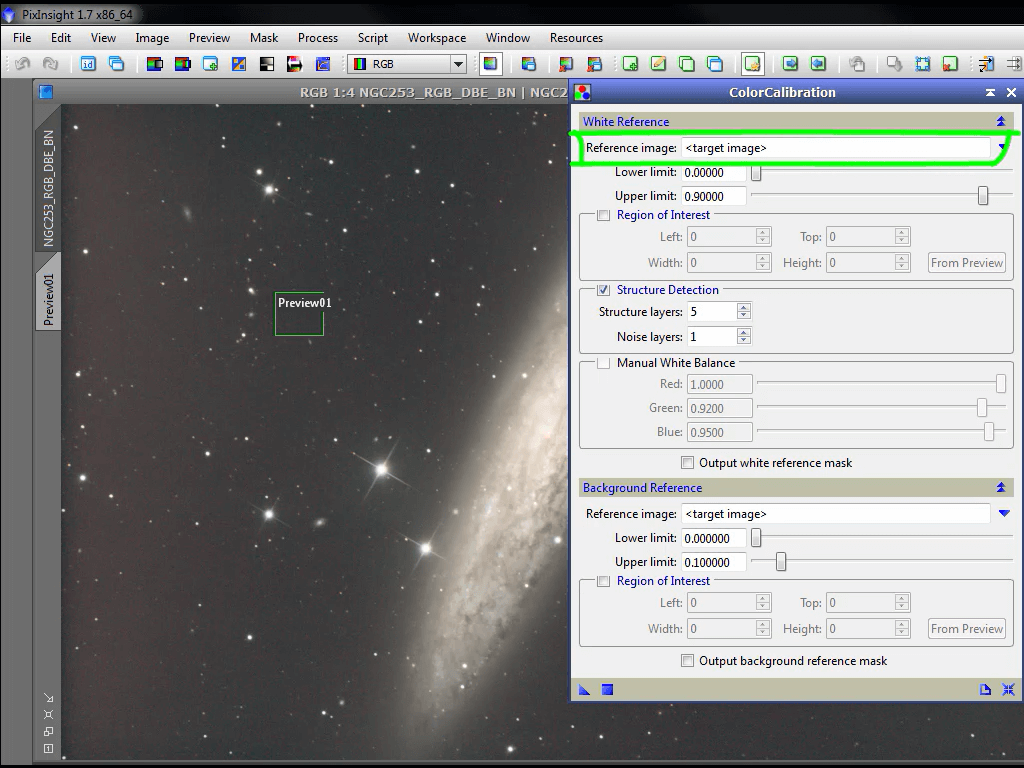 PixInsight 1.7 x86_64
File Edit View Image Preview Mask Process Script Workspace Window Resources
id RGB
RGB 1:4 NGC253_RGB_DBE_BN | NGC2
NGC253_RGB_DBE_BN
Preview01
Preview01
ColorCalibration
White Reference
Reference image: <target image>
Lower limit: 0.00000
Upper limit: 0.90000
Region of Interest
Left: 0 Top: 0
Width: 0 Height: 0 From Preview
Structure Detection
Structure layers: 5
Noise layers: 1
Manual White Balance
Red: 1.0000
Green: 0.9200
Blue: 0.9500
Output white reference mask
Background Reference
Reference image: <target image>
Lower limit: 0.000000
Upper limit: 0.100000
Region of Interest
Left: 0 Top: 0
Width: 0 Height: 0 From Preview
Output background reference mask